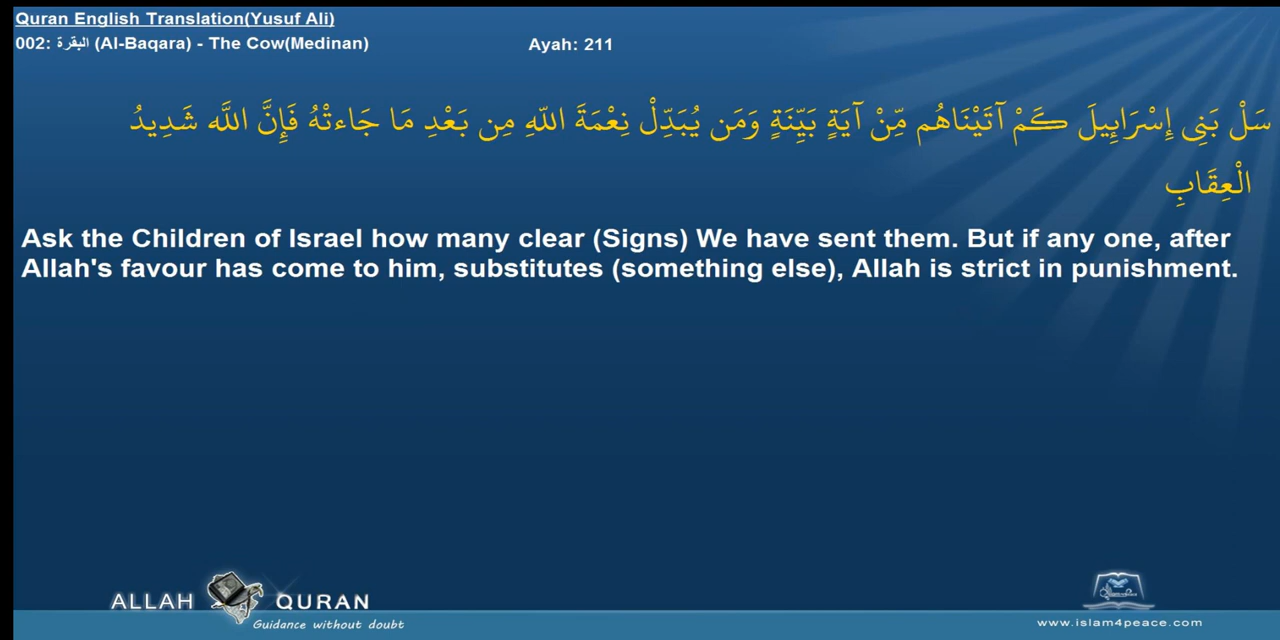 Quran English Translation(Yusuf Ali)
002: البقرة (Al-Baqara) - The Cow(Medinan) Ayah: 211
سَلْ بَنِى إِسْرَايِيلَ كَمْ آتَيْنَاهُم مِّنْ آيَةٍ بَيِّنَةٍ وَمَن يُبَدِّلْ نِعْمَةَ اللّهِ مِن بَعْدِ مَا جَاءتْهُ فَإِنَّ اللَّه شَدِيدُ
الْعِقَابِ
Ask the Children of Israel how many clear (Signs) We have sent them. But if any one, after
Allah's favour has come to him, substitutes (something else), Allah is strict in punishment.
ALLAH QURAN
Guidance without doubt
www.islam4peace.com